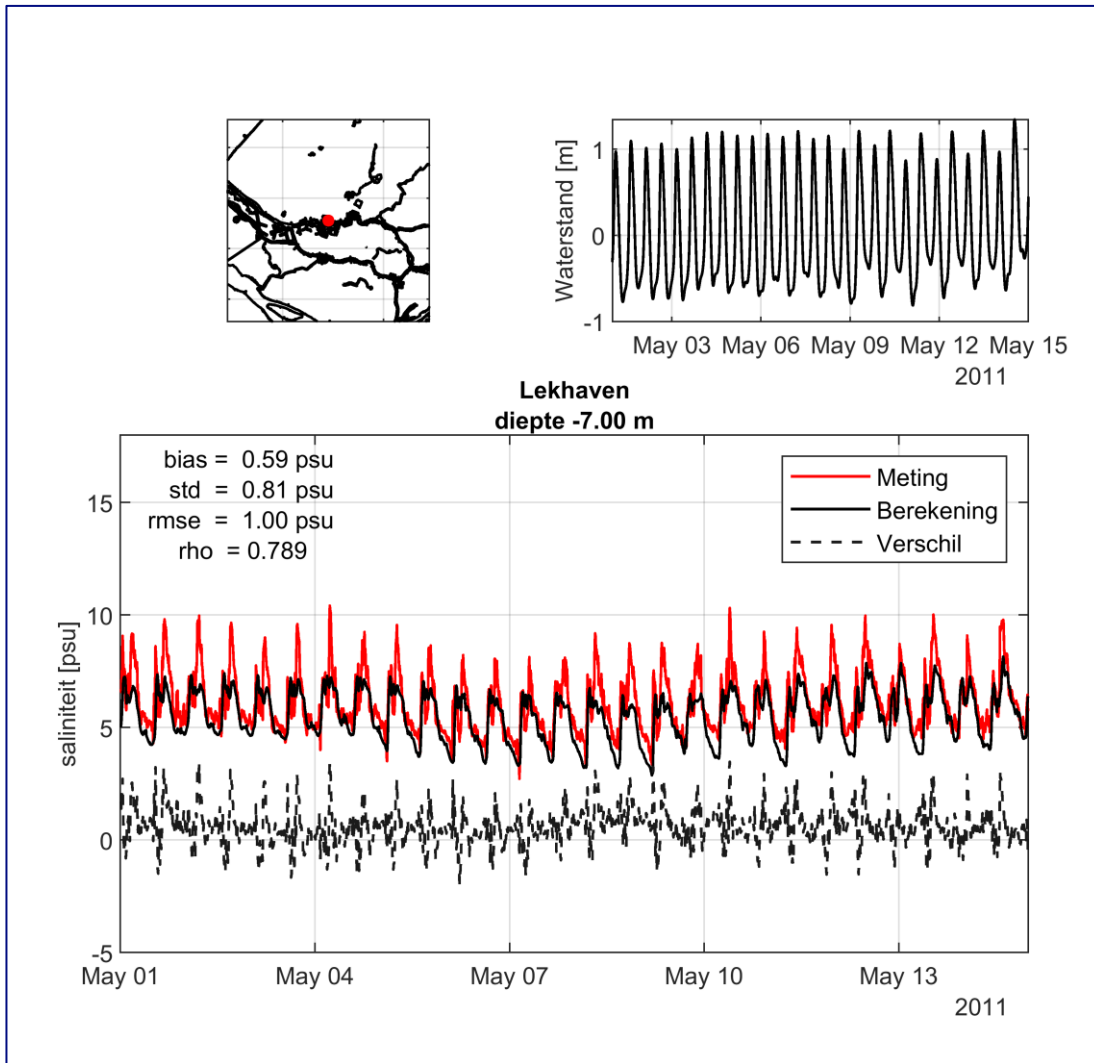 Waterstand [m]
1
0
-1
May 03 May 06 May 09 May 12 May 15
2011
Lekhaven
diepte -7.00 m
bias = 0.59 psu
std = 0.81 psu
rmse = 1.00 psu
rho = 0.789
Meting
Berekening
Verschil
saliniteit [psu]
15
10
5
0
-5
May 01 May 04 May 07 May 10 May 13
2011